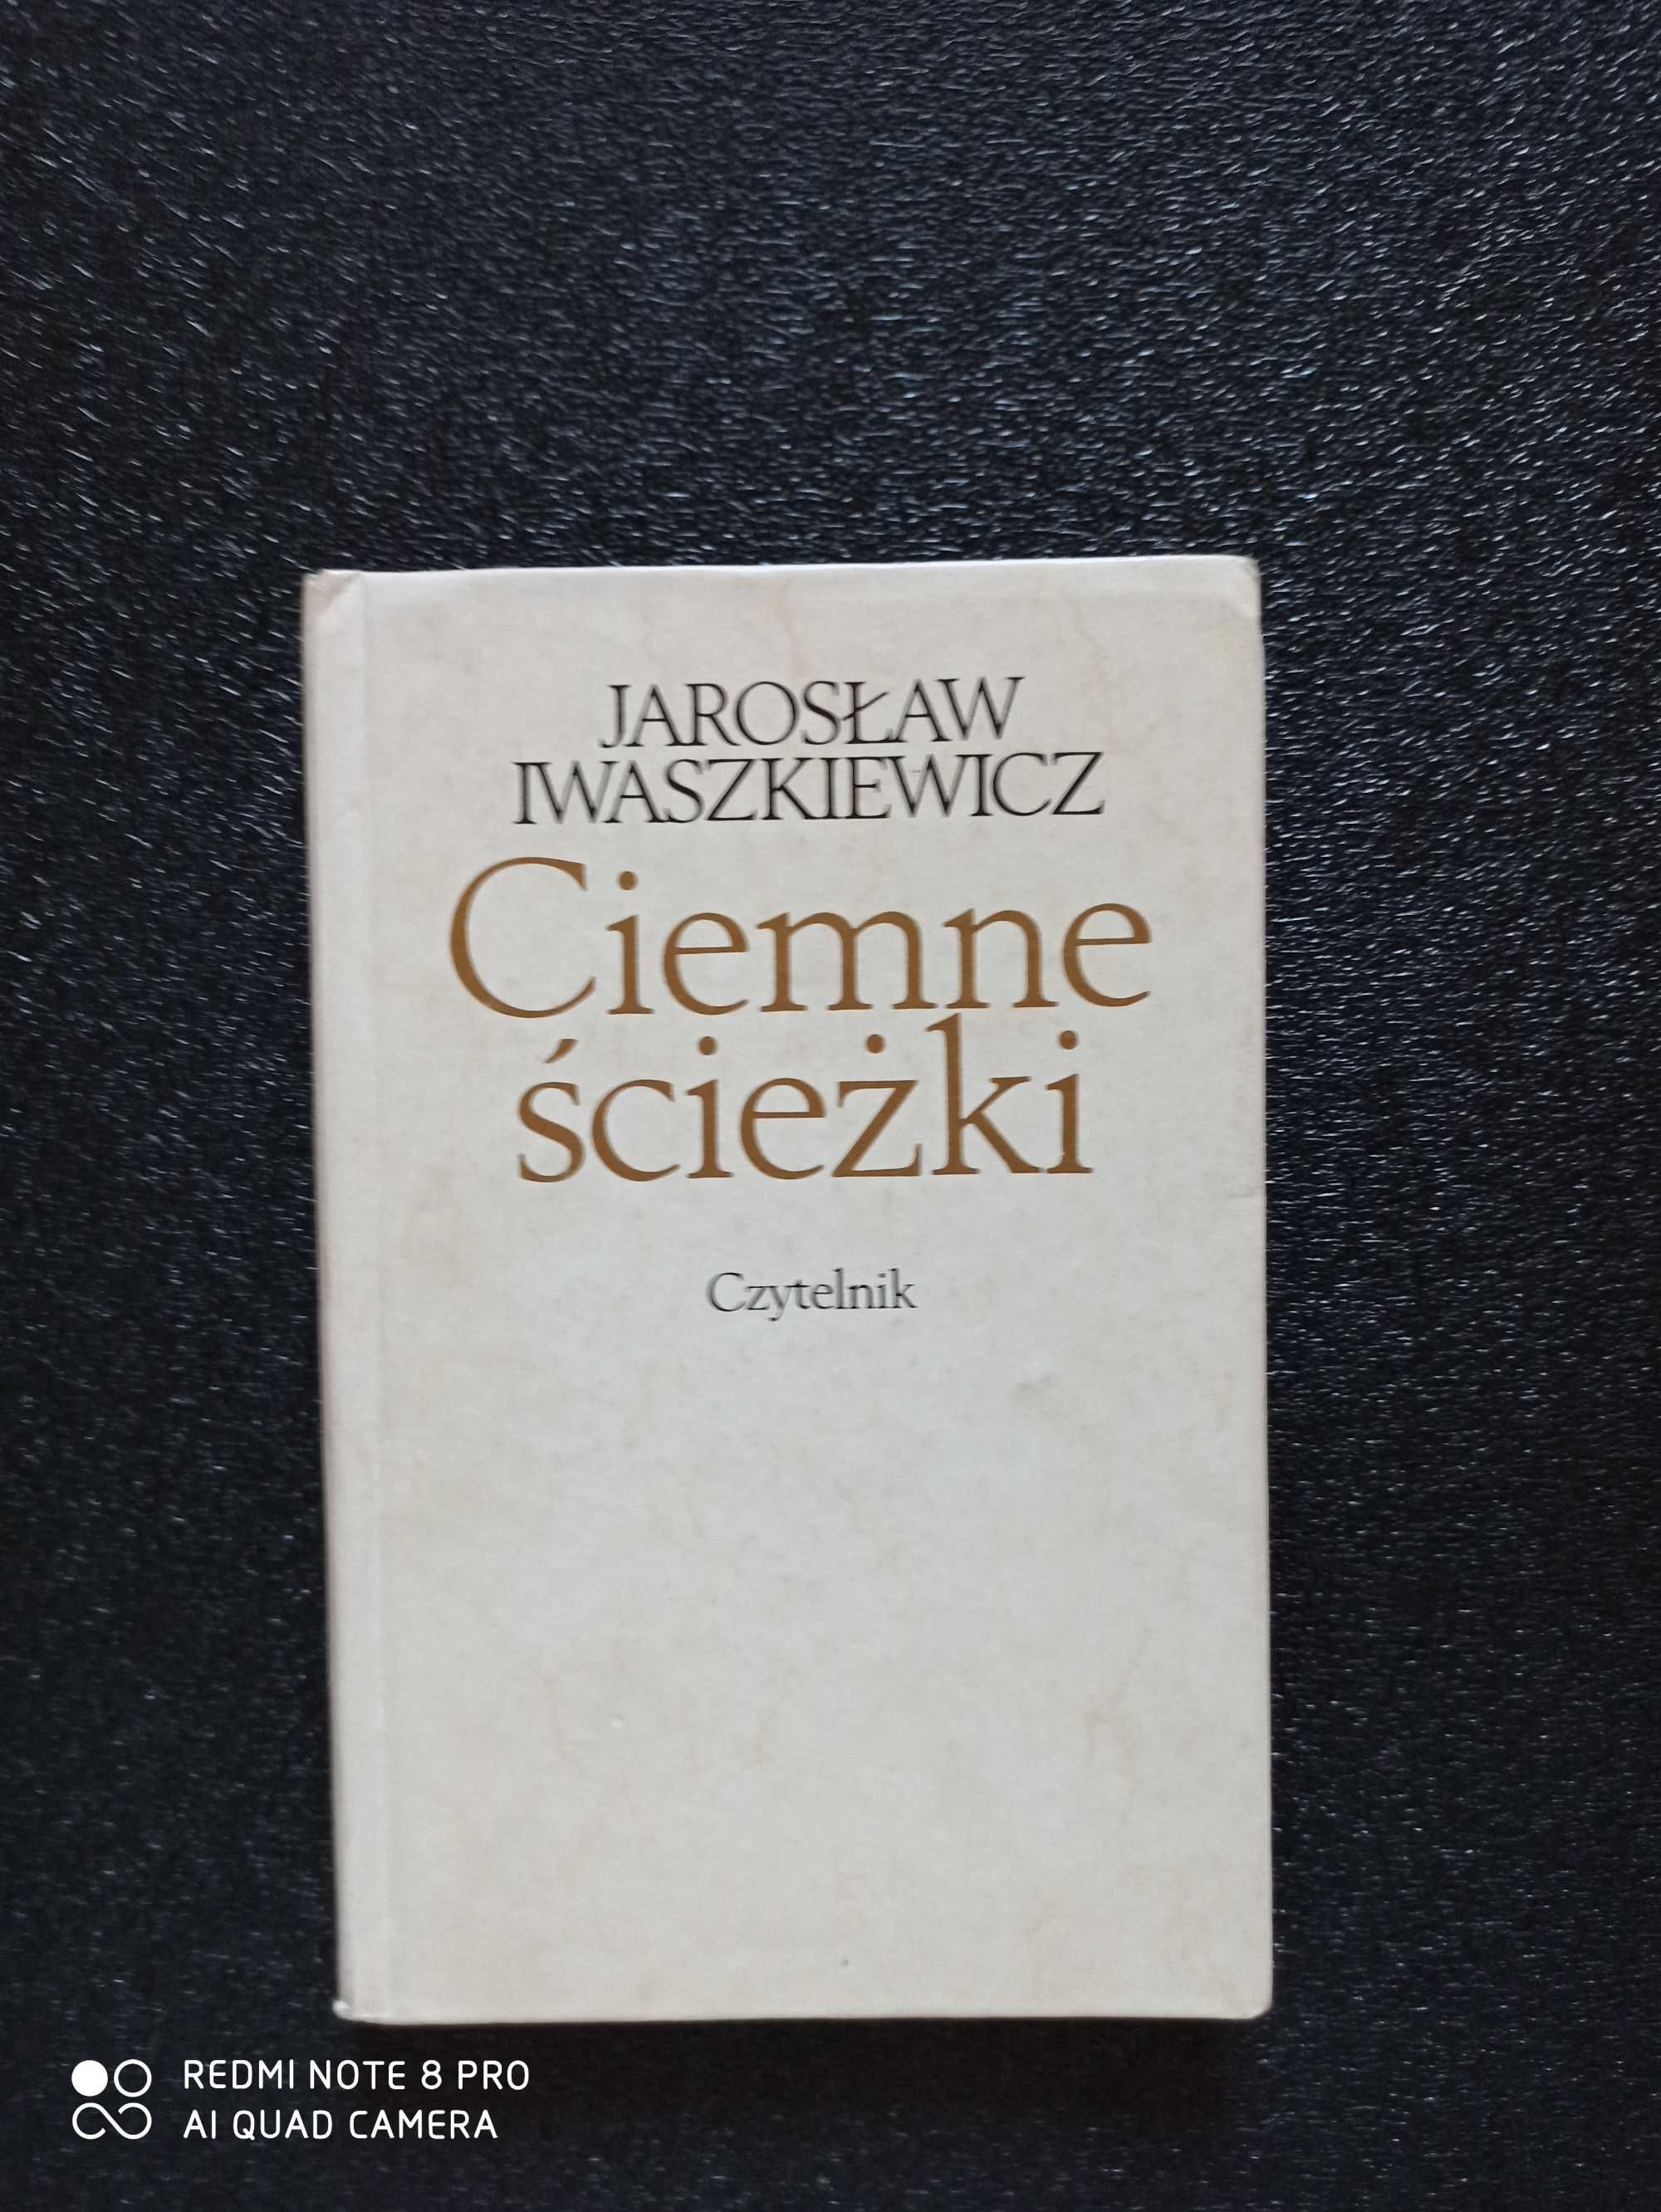 JAROSŁAW
IWASZKIEWICZ
Ciemne
ścieżki
Czytelnik
REDMI NOTE 8 PRO
AI QUAD CAMERA